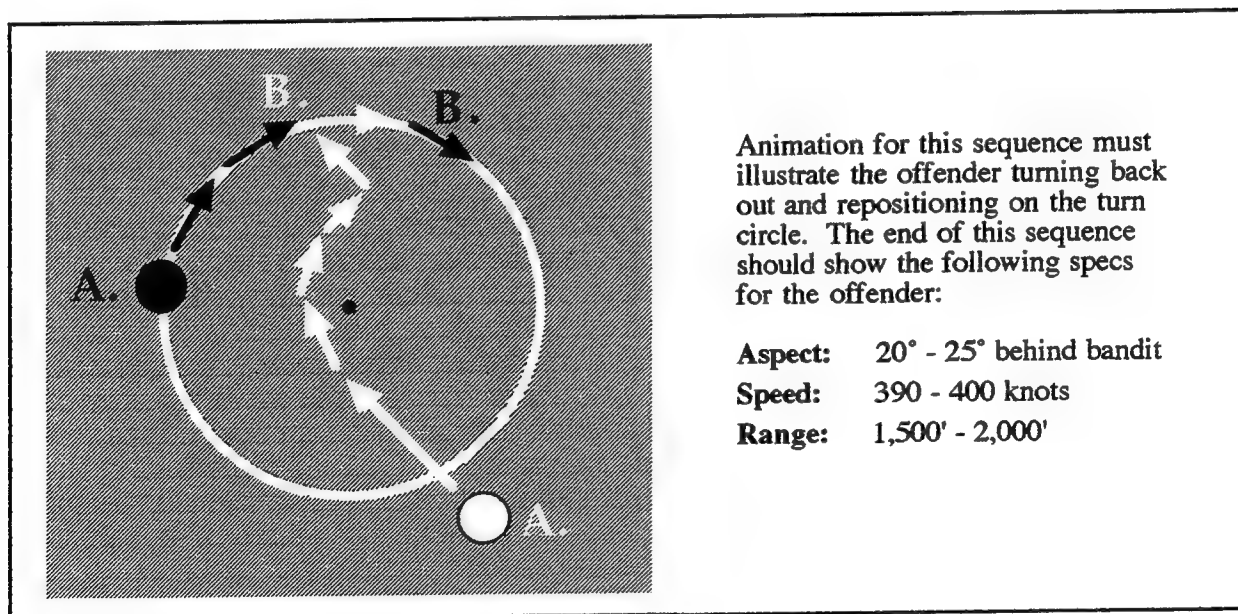 B.
B.
A.
A.
Animation for this sequence must
illustrate the offender turning back
out and repositioning on the turn
circle. The end of this sequence
should show the following specs
for the offender:
Aspect: 20° - 25° behind bandit
Speed: 390 - 400 knots
Range: 1,500' - 2,000'